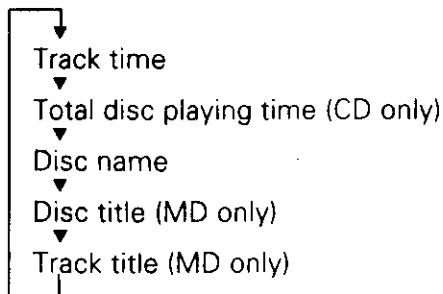 Track time
Total disc playing time (CD only)
Disc name
Disc title (MD only)
Track title (MD only)